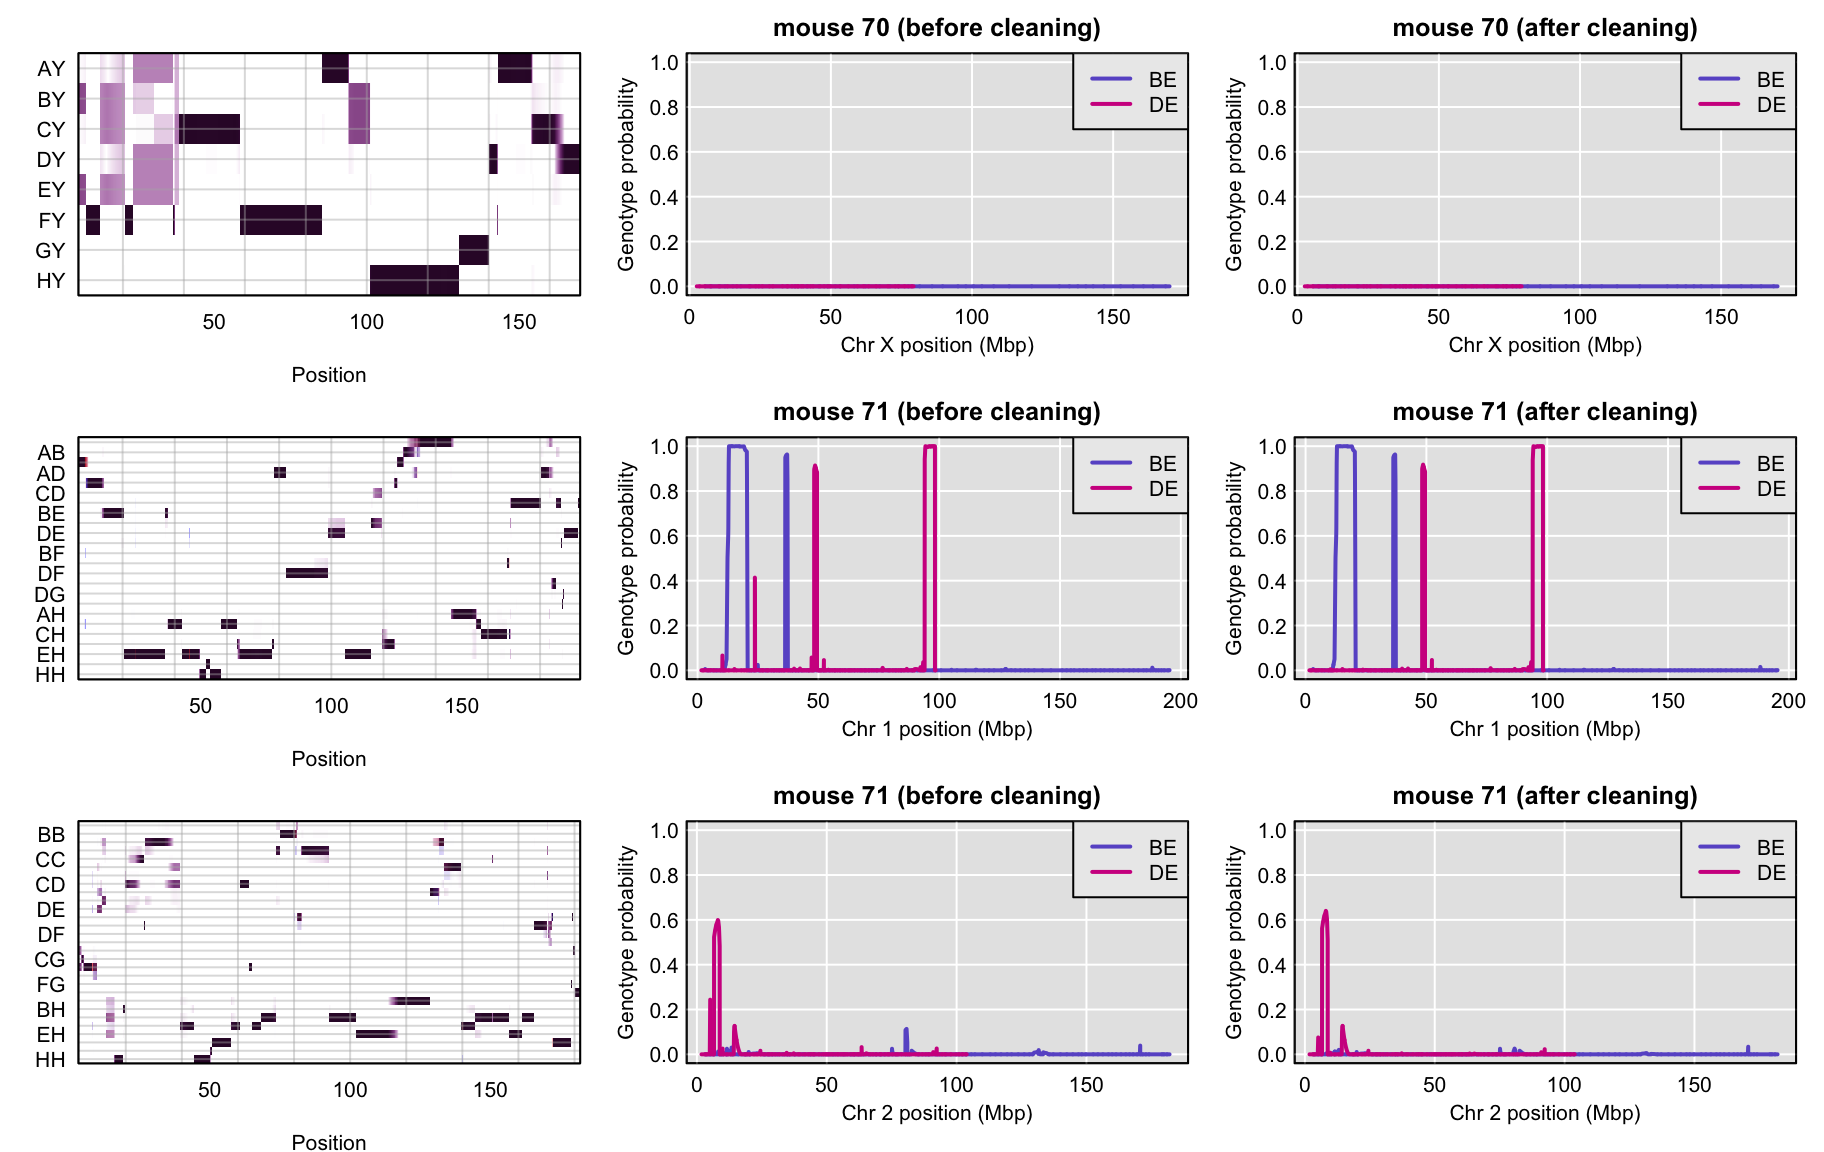 mouse 70 (before cleaning)
mouse 70 (after cleaning)
AY
BY
CY
DY
EY
FY
GY
HY
50 100 150
Position
Genotype probability
1.0
0.8
0.6
0.4
0.2
0.0
BE
DE
0 50 100 150
Chr X position (Mbp)
Genotype probability
1.0
0.8
0.6
0.4
0.2
0.0
BE
DE
0 50 100 150
Chr X position (Mbp)
mouse 71 (before cleaning)
mouse 71 (after cleaning)
AB
AD
CD
BE
DE
BF
DF
DG
AH
CH
EH
HH
50 100 150
Position
Genotype probability
1.0
0.8
0.6
0.4
0.2
0.0
BE
DE
0 50 100 150 200
Chr 1 position (Mbp)
Genotype probability
1.0
0.8
0.6
0.4
0.2
0.0
BE
DE
0 50 100 150 200
Chr 1 position (Mbp)
mouse 71 (before cleaning)
mouse 71 (after cleaning)
BB
CC
CD
DE
DF
CG
FG
BH
EH
HH
50 100 150
Position
Genotype probability
1.0
0.8
0.6
0.4
0.2
0.0
BE
DE
0 50 100 150
Chr 2 position (Mbp)
Genotype probability
1.0
0.8
0.6
0.4
0.2
0.0
BE
DE
0 50 100 150
Chr 2 position (Mbp)